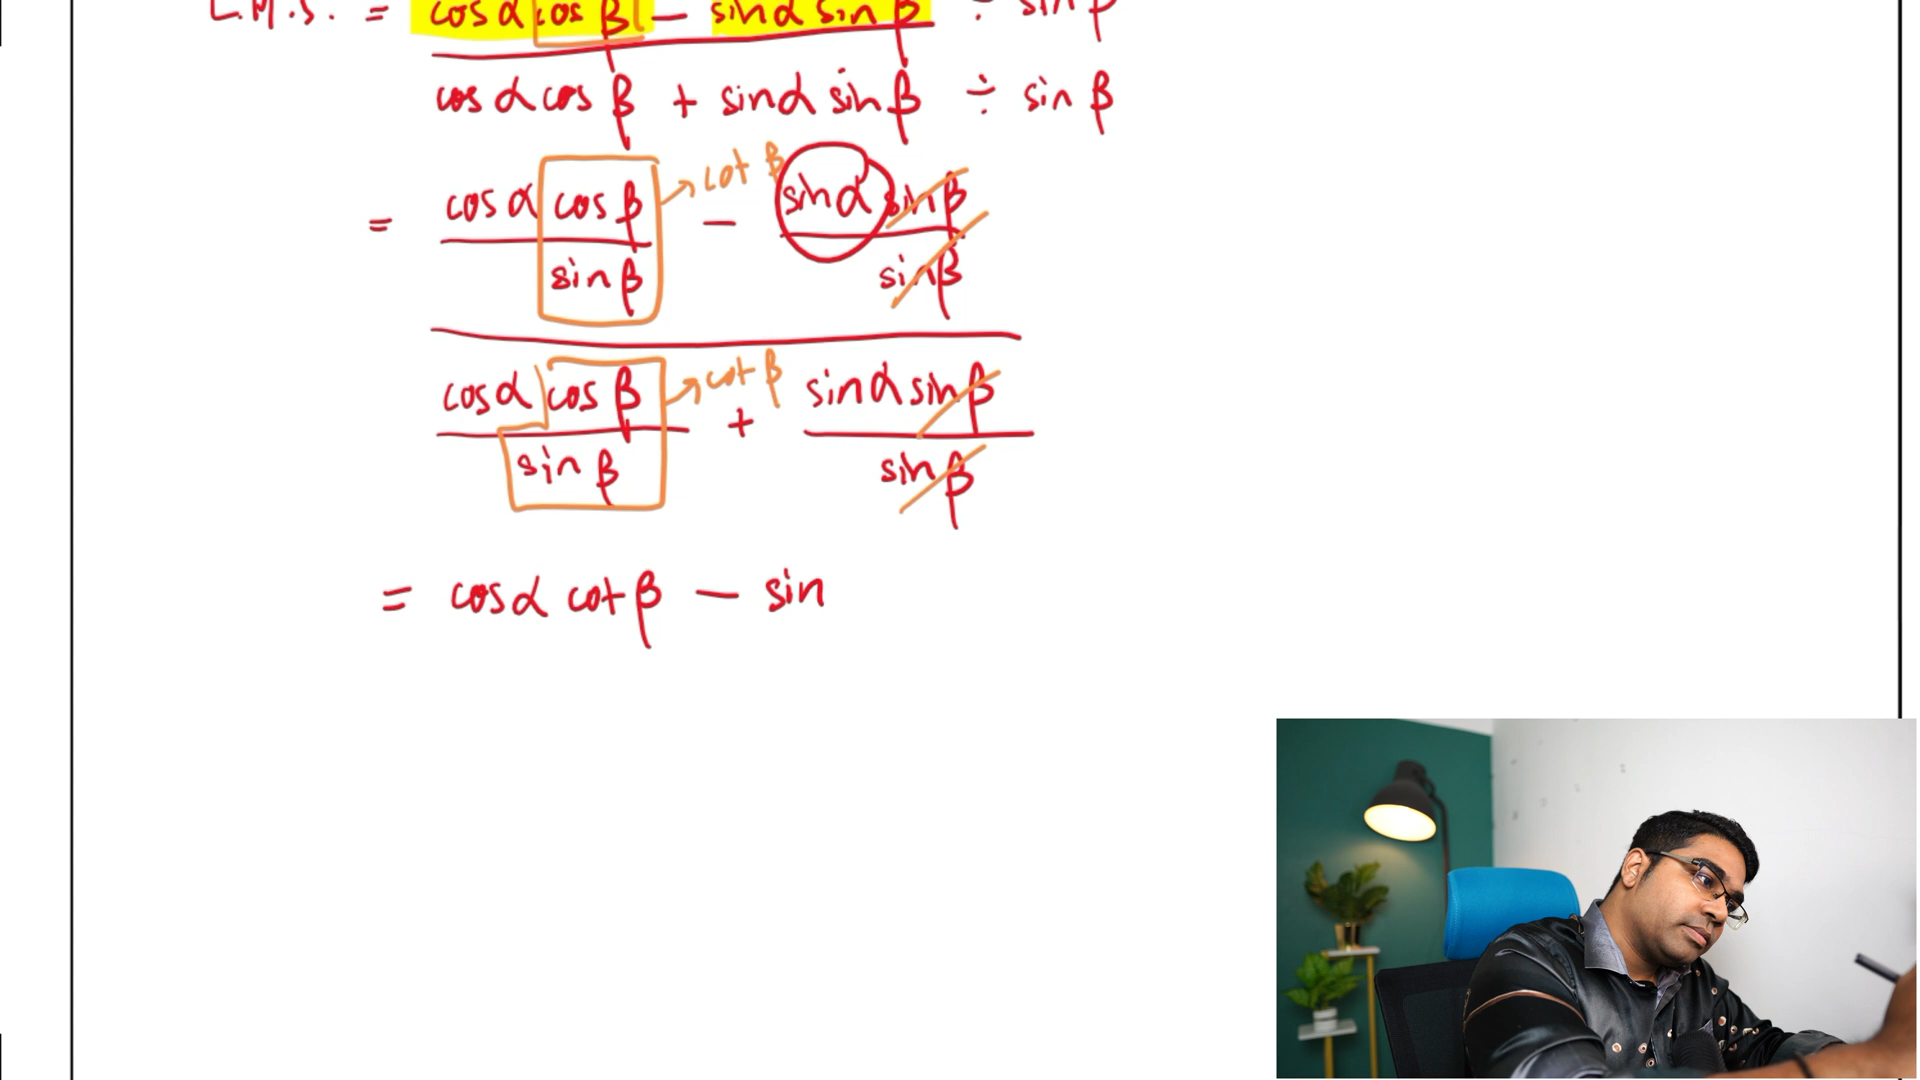 L.H.S. = cos α cos β − sin α sin β ÷ sin β
cos α cos β + sin α sin β ÷ sin β
= cos α cos β → cot β − sin α sin β
sin β sin β
cos α cos β → cot β + sin α sin β
sin β sin β
= cos α cot β − sin